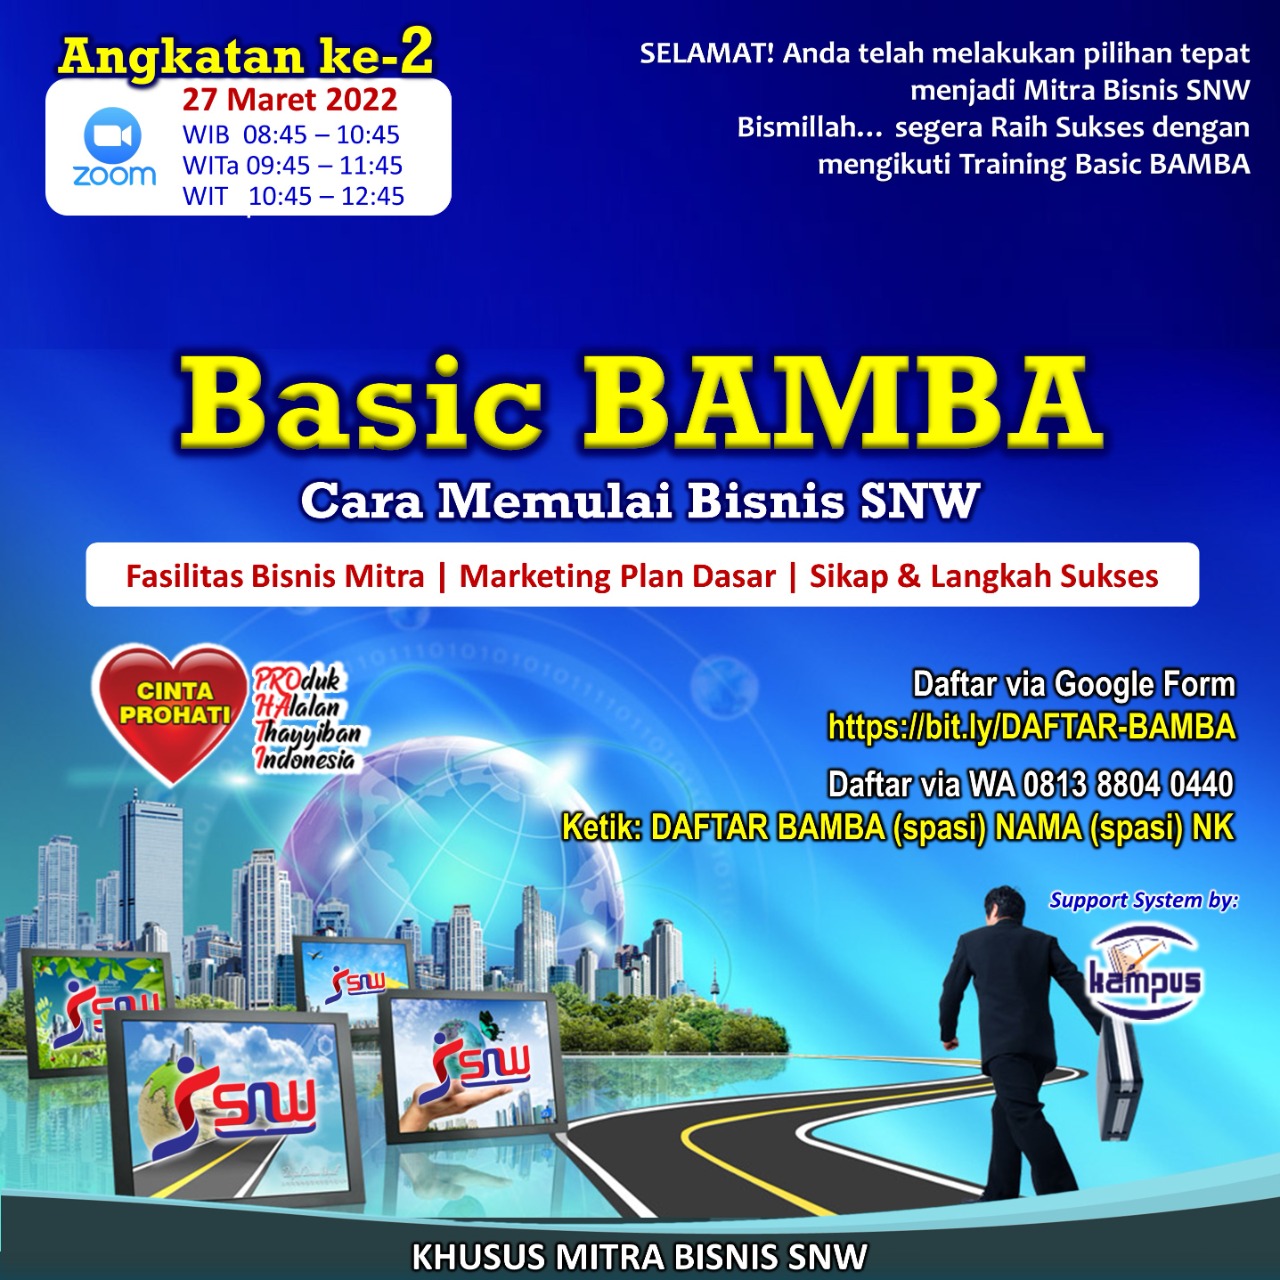 Angkatan ke-2
27 Maret 2022
WIB 08:45 – 10:45
WITa 09:45 – 11:45
WIT 10:45 – 12:45
zoom
SELAMAT! Anda telah melakukan pilihan tepat
menjadi Mitra Bisnis SNW
Bismillah... segera Raih Sukses dengan
mengikuti Training Basic BAMBA
Basic BAMBA
Cara Memulai Bisnis SNW
Fasilitas Bisnis Mitra | Marketing Plan Dasar | Sikap & Langkah Sukses
CINTA
PROHATI
PROduk
HAlalan
Thayyiban
Indonesia
Daftar via Google Form
https://bit.ly/DAFTAR-BAMBA
Daftar via WA 0813 8804 0440
Ketik: DAFTAR BAMBA (spasi) NAMA (spasi) NK
Support System by:
kampus
SNW
SNW
SNW
SNW
KHUSUS MITRA BISNIS SNW